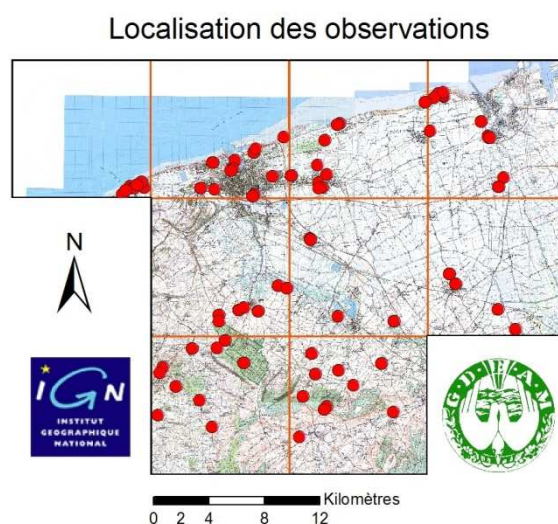 Localisation des observations
N
IGN
INSTITUT
GEOGRAPHIQUE
NATIONAL
G.D.E.A.M
Kilomètres
0 2 4 8 12